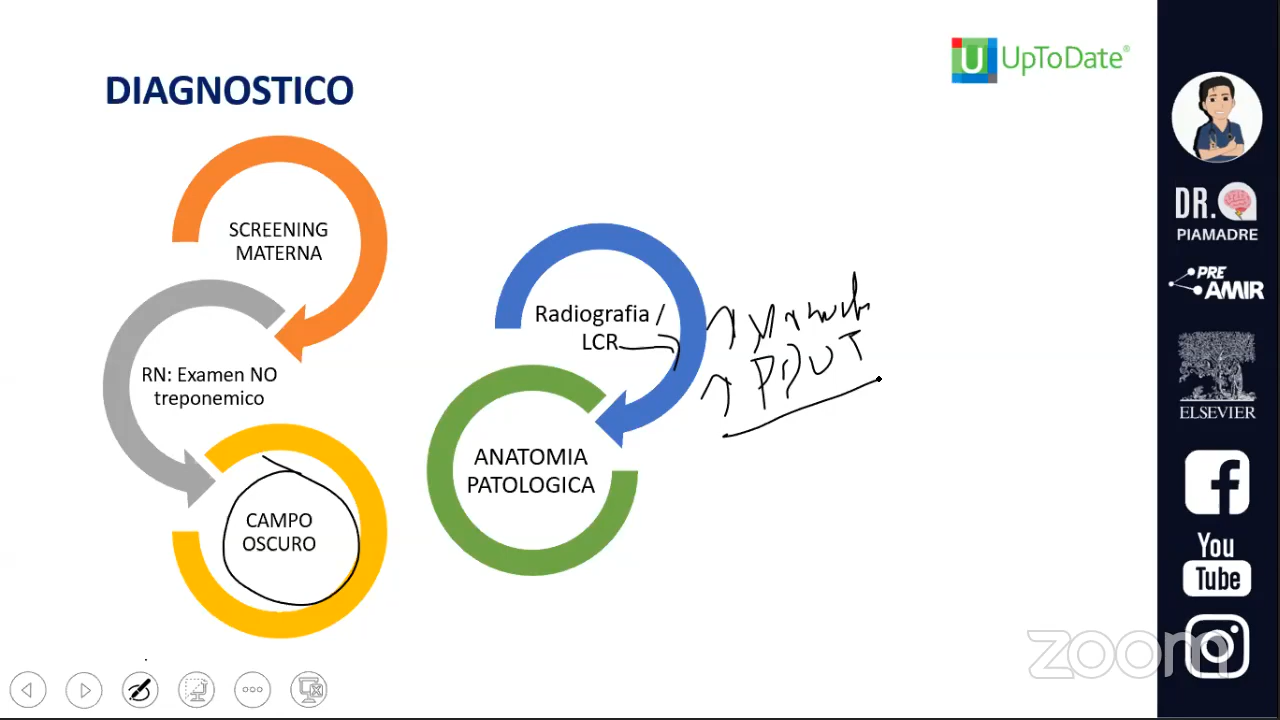 DIAGNOSTICO
UpToDate®
SCREENING
MATERNA
RN: Examen NO
treponemico
CAMPO
OSCURO
Radiografia /
LCR
ANATOMIA
PATOLOGICA
DR.
PIAMADRE
PRE
AMIR
ELSEVIER
You
Tube
zoom